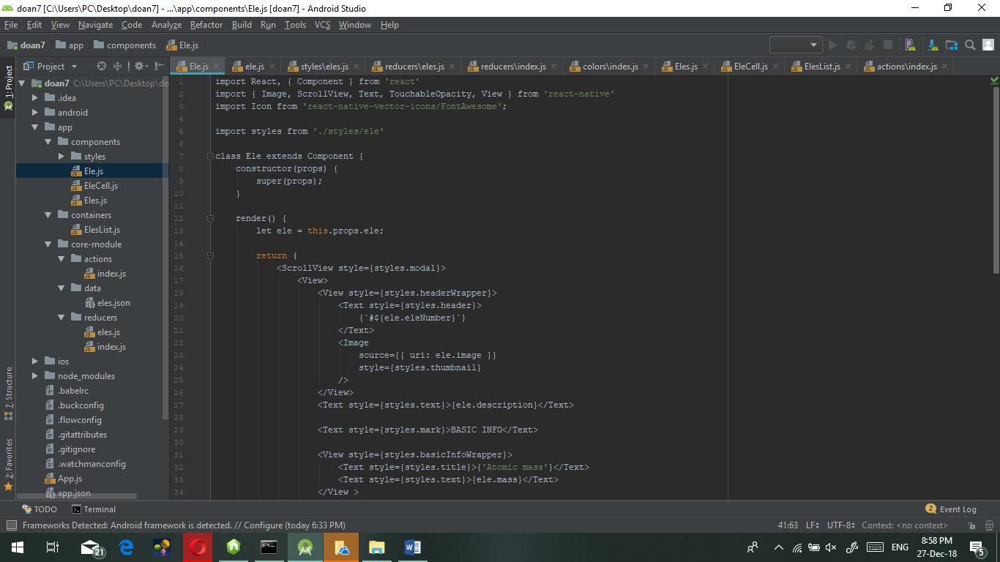 doan7 [C:\Users\PC\Desktop\doan7] - ...\app\components\Ele.js [doan7] - Android Studio
File Edit View Navigate Code Analyze Refactor Build Run Tools VCS Window Help
doan7 app components Ele.js
Project
Ele.js ele.js styles\eles.js reducers\eles.js reducers\index.js colors\index.js Eles.js EleCell.js ElesList.js actions\index.js
1: Project
7: Structure
2: Favorites
doan7 C:\Users\PC\Desktop\do
.idea
android
app
components
styles
Ele.js
EleCell.js
Eles.js
containers
ElesList.js
core-module
actions
index.js
data
eles.json
reducers
eles.js
index.js
ios
node_modules
.babelrc
.buckconfig
.flowconfig
.gitattributes
.gitignore
.watchmanconfig
App.js
app.json
1 import React, { Component } from 'react'
2 import { Image, ScrollView, Text, TouchableOpacity, View } from 'react-native'
3 import Icon from 'react-native-vector-icons/FontAwesome';
4
5 import styles from './styles/ele'
6
7 class Ele extends Component {
8 constructor(props) {
9 super(props);
10 }
11
12 render() {
13 let ele = this.props.ele;
14
15 return (
16 <ScrollView style={styles.modal}>
17 <View>
18 <View style={styles.headerWrapper}>
19 <Text style={styles.header}>
20 {`#${ele.eleNumber}`}
21 </Text>
22 <Image
23 source={{ uri: ele.image }}
24 style={styles.thumbnail}
25 />
26 </View>
27 <Text style={styles.text}>{ele.description}</Text>
28
29 <Text style={styles.mark}>BASIC INFO</Text>
30
31 <View style={styles.basicInfoWrapper}>
32 <Text style={styles.title}>{'Atomic mass'}</Text>
33 <Text style={styles.text}>{ele.mass}</Text>
34 </View >
TODO Terminal 2 Event Log
Frameworks Detected: Android framework is detected. // Configure (today 6:33 PM) 41:63 LF UTF-8 Context: <no context>
21
ENG
8:58 PM
27-Dec-18
5